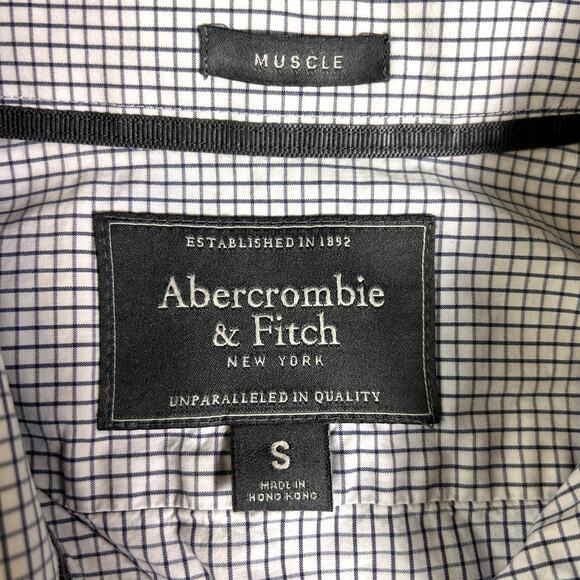 MUSCLE
ESTABLISHED IN 1892
Abercrombie
& Fitch
NEW YORK
UNPARALLELED IN QUALITY
S
MADE IN
HONG KONG